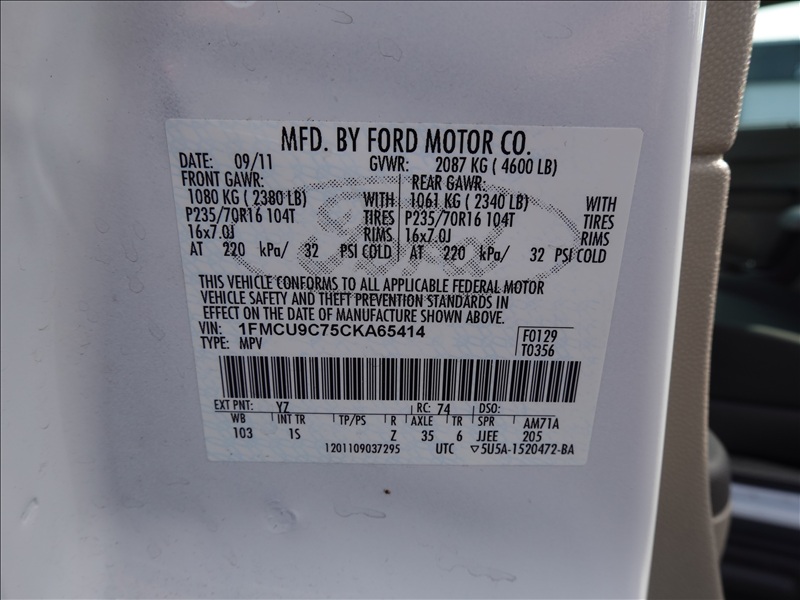 MFD. BY FORD MOTOR CO.
DATE: 09/11 GVWR: 2087 KG ( 4600 LB)
FRONT GAWR: REAR GAWR:
1080 KG ( 2380 LB) WITH 1061 KG ( 2340 LB) WITH
P235/70R16 104T TIRES P235/70R16 104T TIRES
16x7.0J RIMS 16x7.0J RIMS
AT 220 kPa/ 32 PSI COLD AT 220 kPa/ 32 PSI COLD
THIS VEHICLE CONFORMS TO ALL APPLICABLE FEDERAL MOTOR
VEHICLE SAFETY AND THEFT PREVENTION STANDARDS IN
EFFECT ON THE DATE OF MANUFACTURE SHOWN ABOVE.
VIN: 1FMCU9C75CKA65414 F0129
TYPE: MPV T0356
EXT PNT: YZ RC: 74 DSO:
WB INT TR TP/PS R AXLE TR SPR AM71A
103 1S Z 35 6 JJEE 205
1201109037295 UTC ▽5U5A-1520472-BA